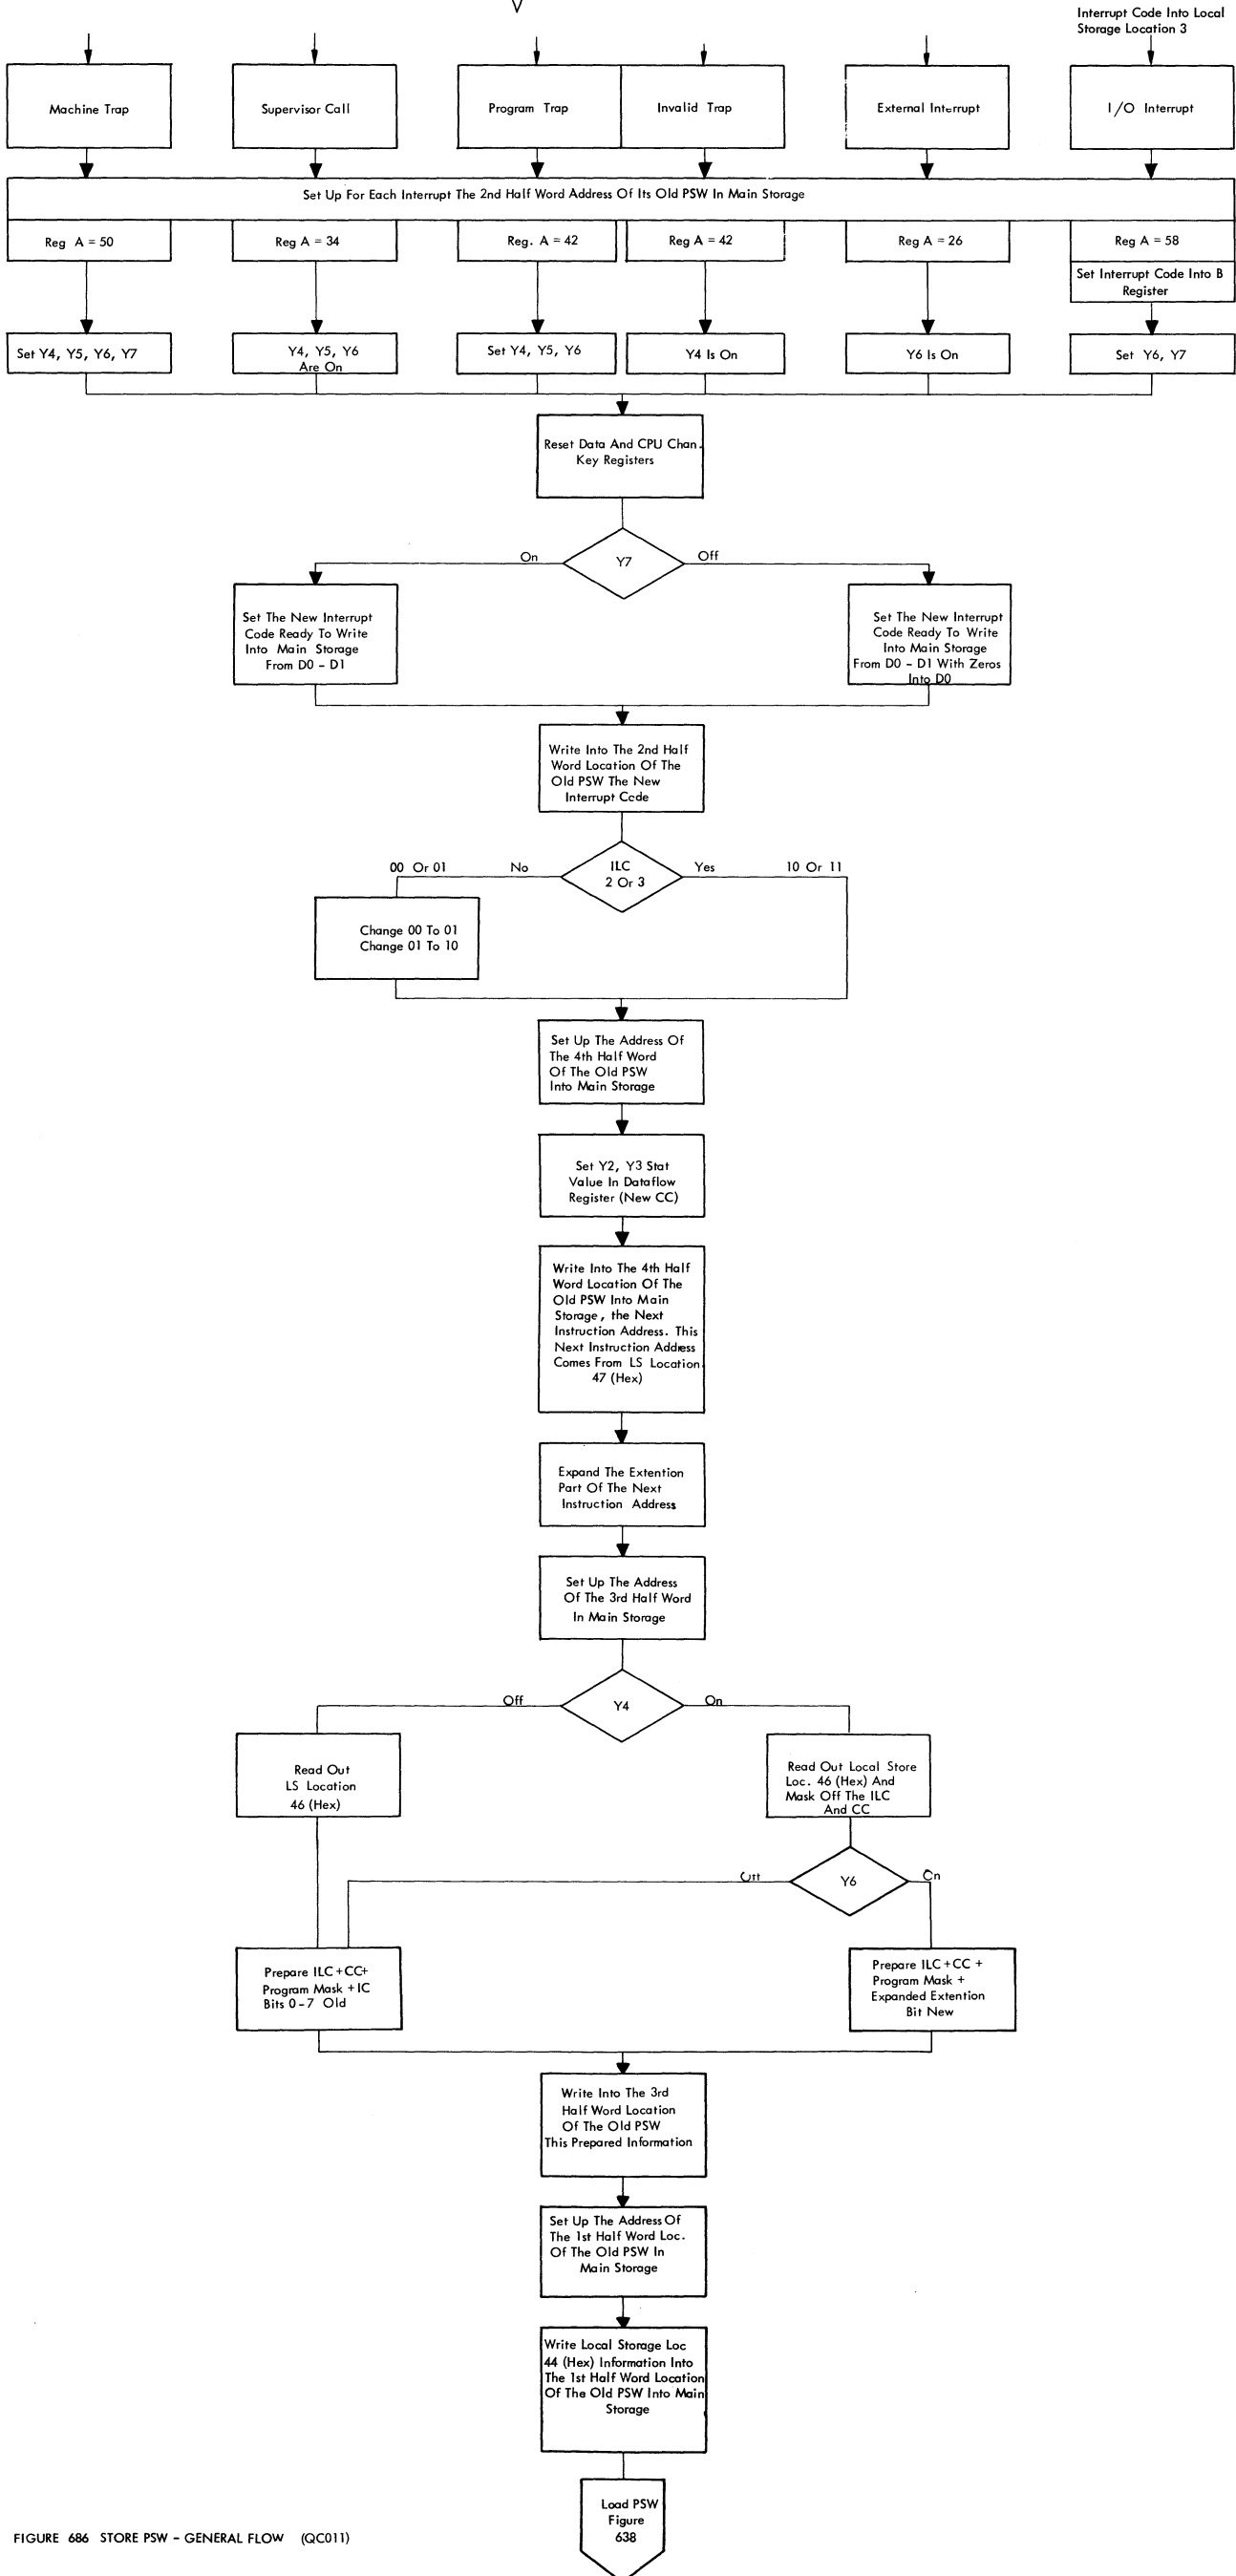 Interrupt Code Into Local
Storage Location 3
Machine Trap
Supervisor Call
Program Trap
Invalid Trap
External Interrupt
I/O Interrupt
Set Up For Each Interrupt The 2nd Half Word Address Of Its Old PSW In Main Storage
Reg A = 50
Reg A = 34
Reg. A = 42
Reg A = 42
Reg A = 26
Reg A = 58
Set Interrupt Code Into B
Register
Set Y4, Y5, Y6, Y7
Y4, Y5, Y6
Are On
Set Y4, Y5, Y6
Y4 Is On
Y6 Is On
Set Y6, Y7
Reset Data And CPU Chan.
Key Registers
On
Y7
Off
Set The New Interrupt
Code Ready To Write
Into Main Storage
From D0 - D1
Set The New Interrupt
Code Ready To Write
Into Main Storage
From D0 - D1 With Zeros
Into D0
Write Into The 2nd Half
Word Location Of The
Old PSW The New
Interrupt Code
00 Or 01
No
ILC
2 Or 3
Yes
10 Or 11
Change 00 To 01
Change 01 To 10
Set Up The Address Of
The 4th Half Word
Of The Old PSW
Into Main Storage
Set Y2, Y3 Stat
Value In Dataflow
Register (New CC)
Write Into The 4th Half
Word Location Of The
Old PSW Into Main
Storage, the Next
Instruction Address. This
Next Instruction Address
Comes From LS Location
47 (Hex)
Expand The Extention
Part Of The Next
Instruction Address
Set Up The Address
Of The 3rd Half Word
In Main Storage
Off
Y4
On
Read Out
LS Location
46 (Hex)
Read Out Local Store
Loc. 46 (Hex) And
Mask Off The ILC
And CC
Off
Y6
On
Prepare ILC +CC+
Program Mask +IC
Bits 0-7 Old
Prepare ILC +CC +
Program Mask +
Expanded Extention
Bit New
Write Into The 3rd
Half Word Location
Of The Old PSW
This Prepared Information
Set Up The Address Of
The 1st Half Word Loc.
Of The Old PSW In
Main Storage
Write Local Storage Loc
44 (Hex) Information Into
The 1st Half Word Location
Of The Old PSW Into Main
Storage
Load PSW
Figure
638
FIGURE 686 STORE PSW - GENERAL FLOW (QC011)